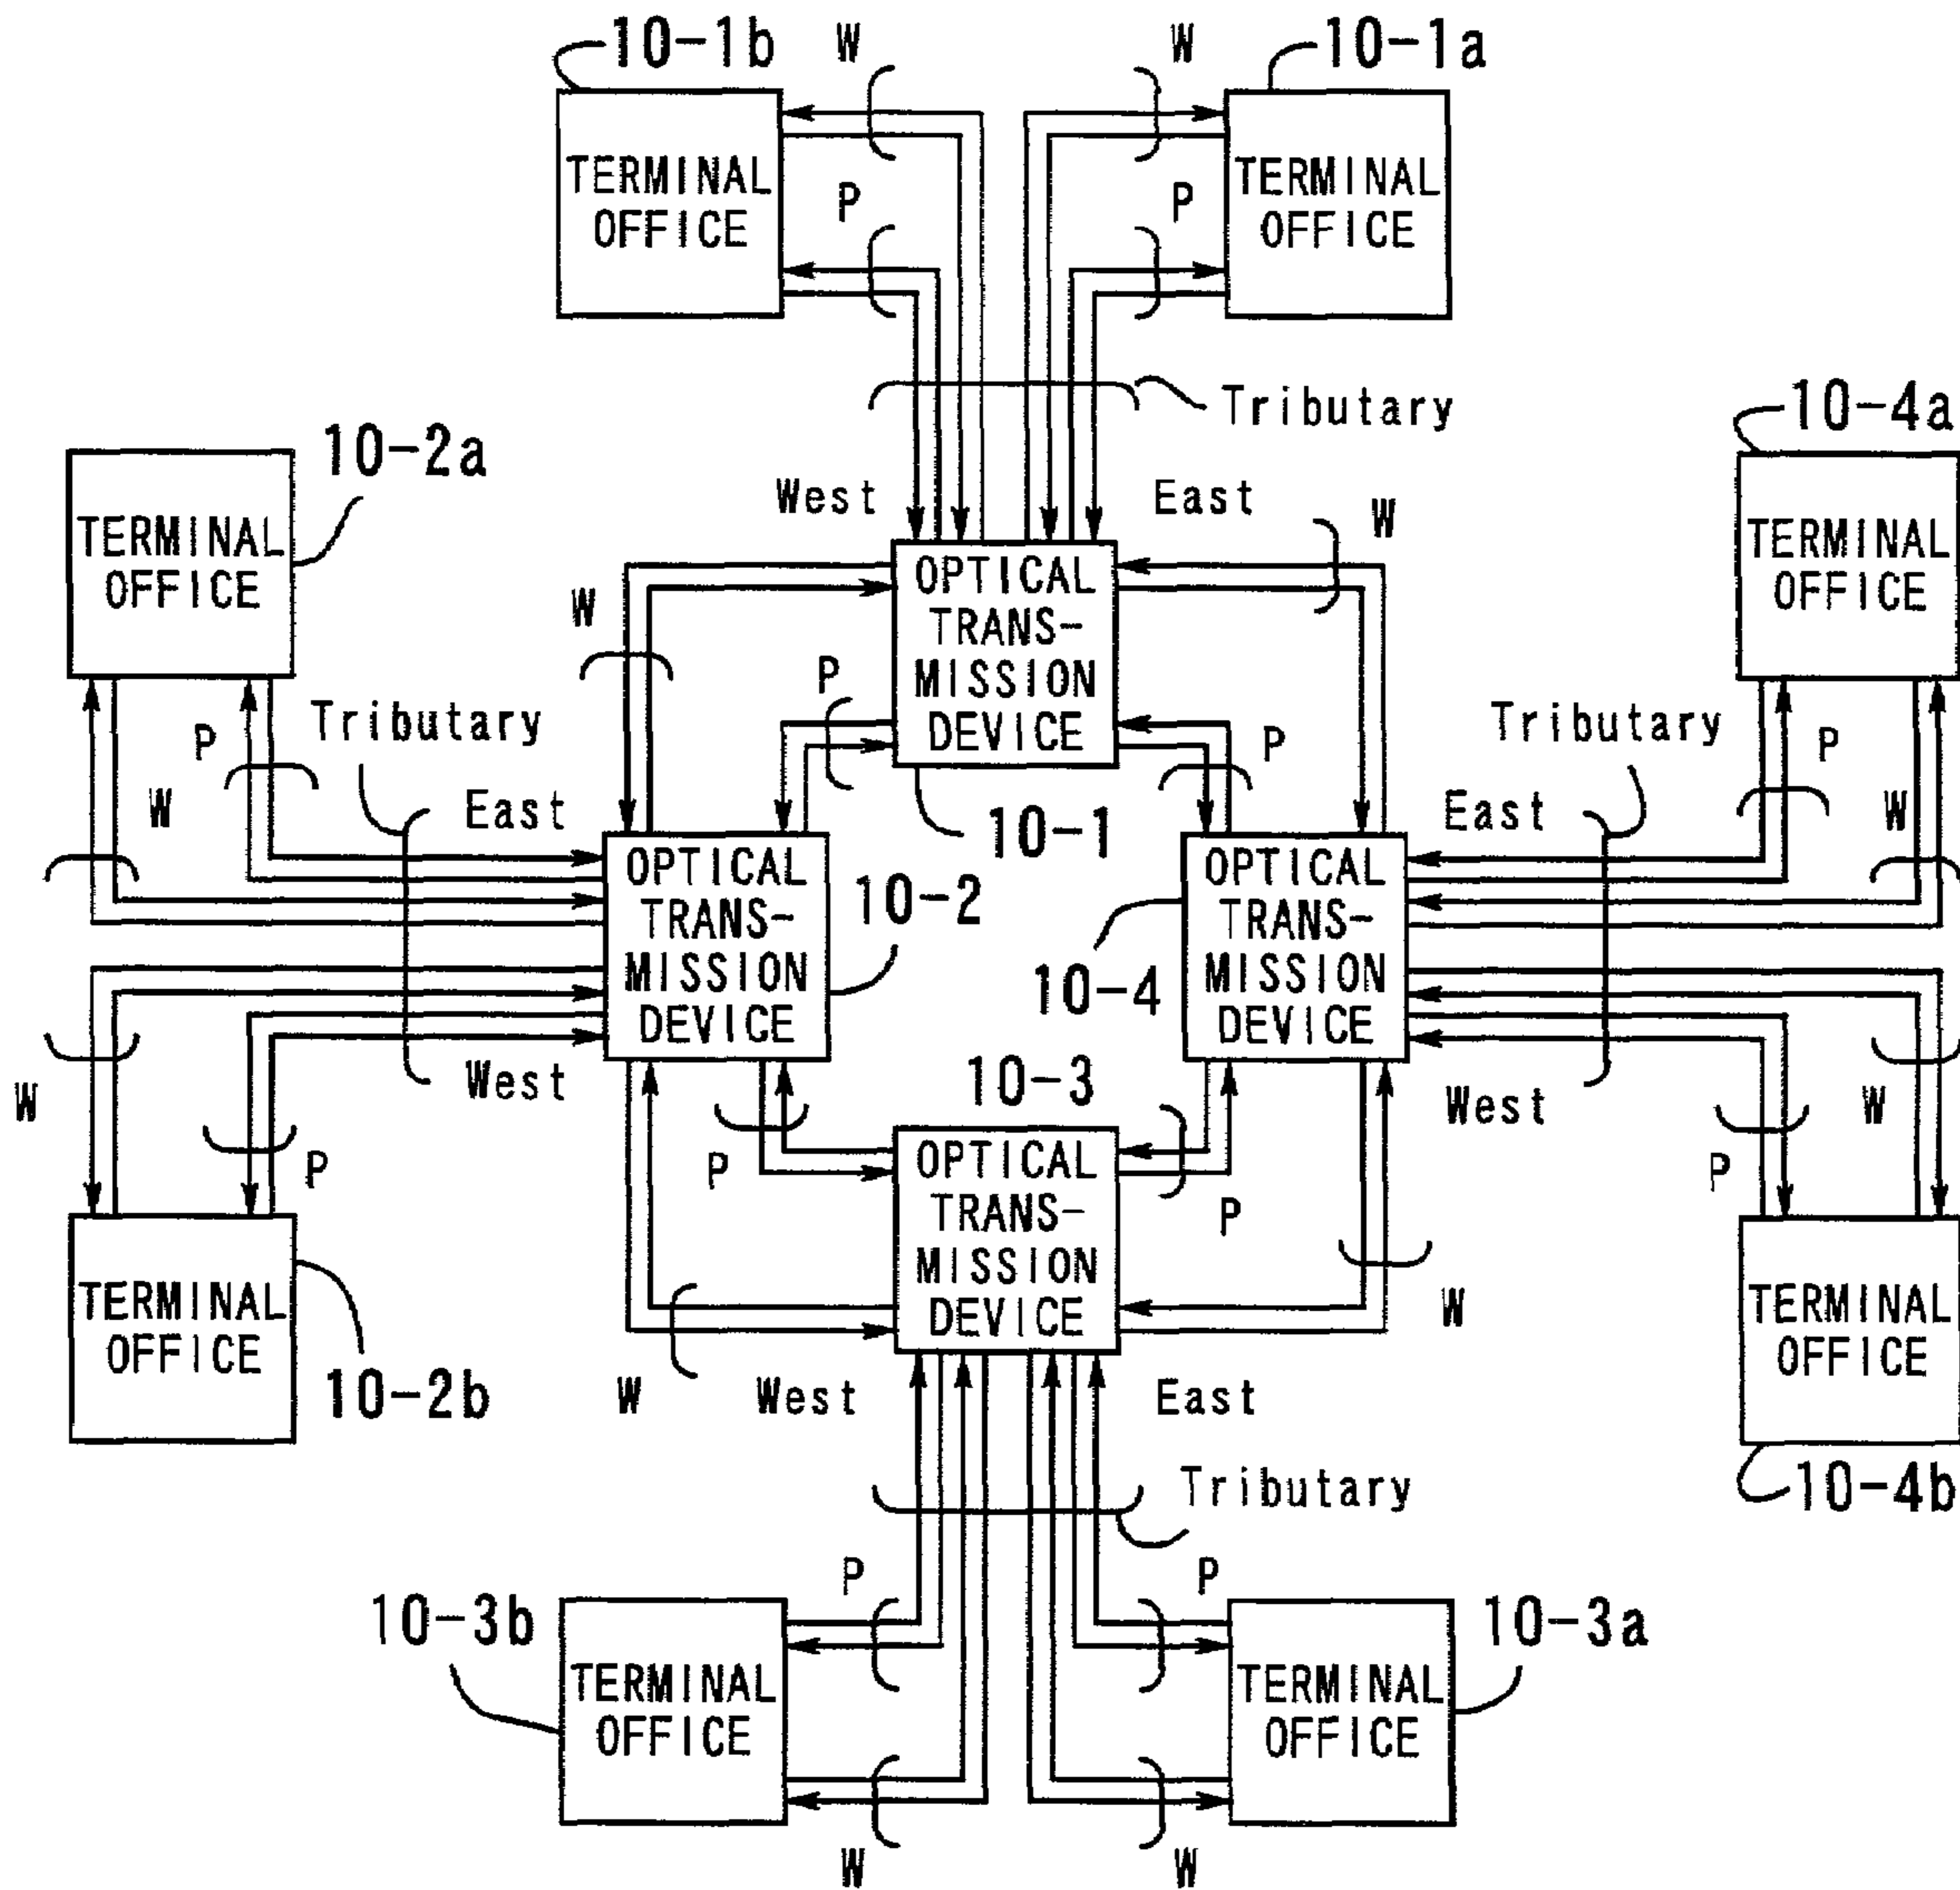 10-1b
W
W
10-1a
TERMINAL
OFFICE
P
P
TERMINAL
OFFICE
Tributary
10-4a
10-2a
West
East
W
TERMINAL
OFFICE
TERMINAL
OFFICE
OPTICAL
TRANS-
MISSION
DEVICE
W
P
P
Tributary
P
Tributary
P
W
East
10-1
East
W
OPTICAL
TRANS-
MISSION
DEVICE
10-2
OPTICAL
TRANS-
MISSION
DEVICE
10-4
W
West
10-3
West
W
P
P
OPTICAL
TRANS-
MISSION
DEVICE
P
P
TERMINAL
OFFICE
W
TERMINAL
OFFICE
10-2b
W
West
East
10-4b
Tributary
P
P
10-3b
10-3a
TERMINAL
OFFICE
TERMINAL
OFFICE
W
W